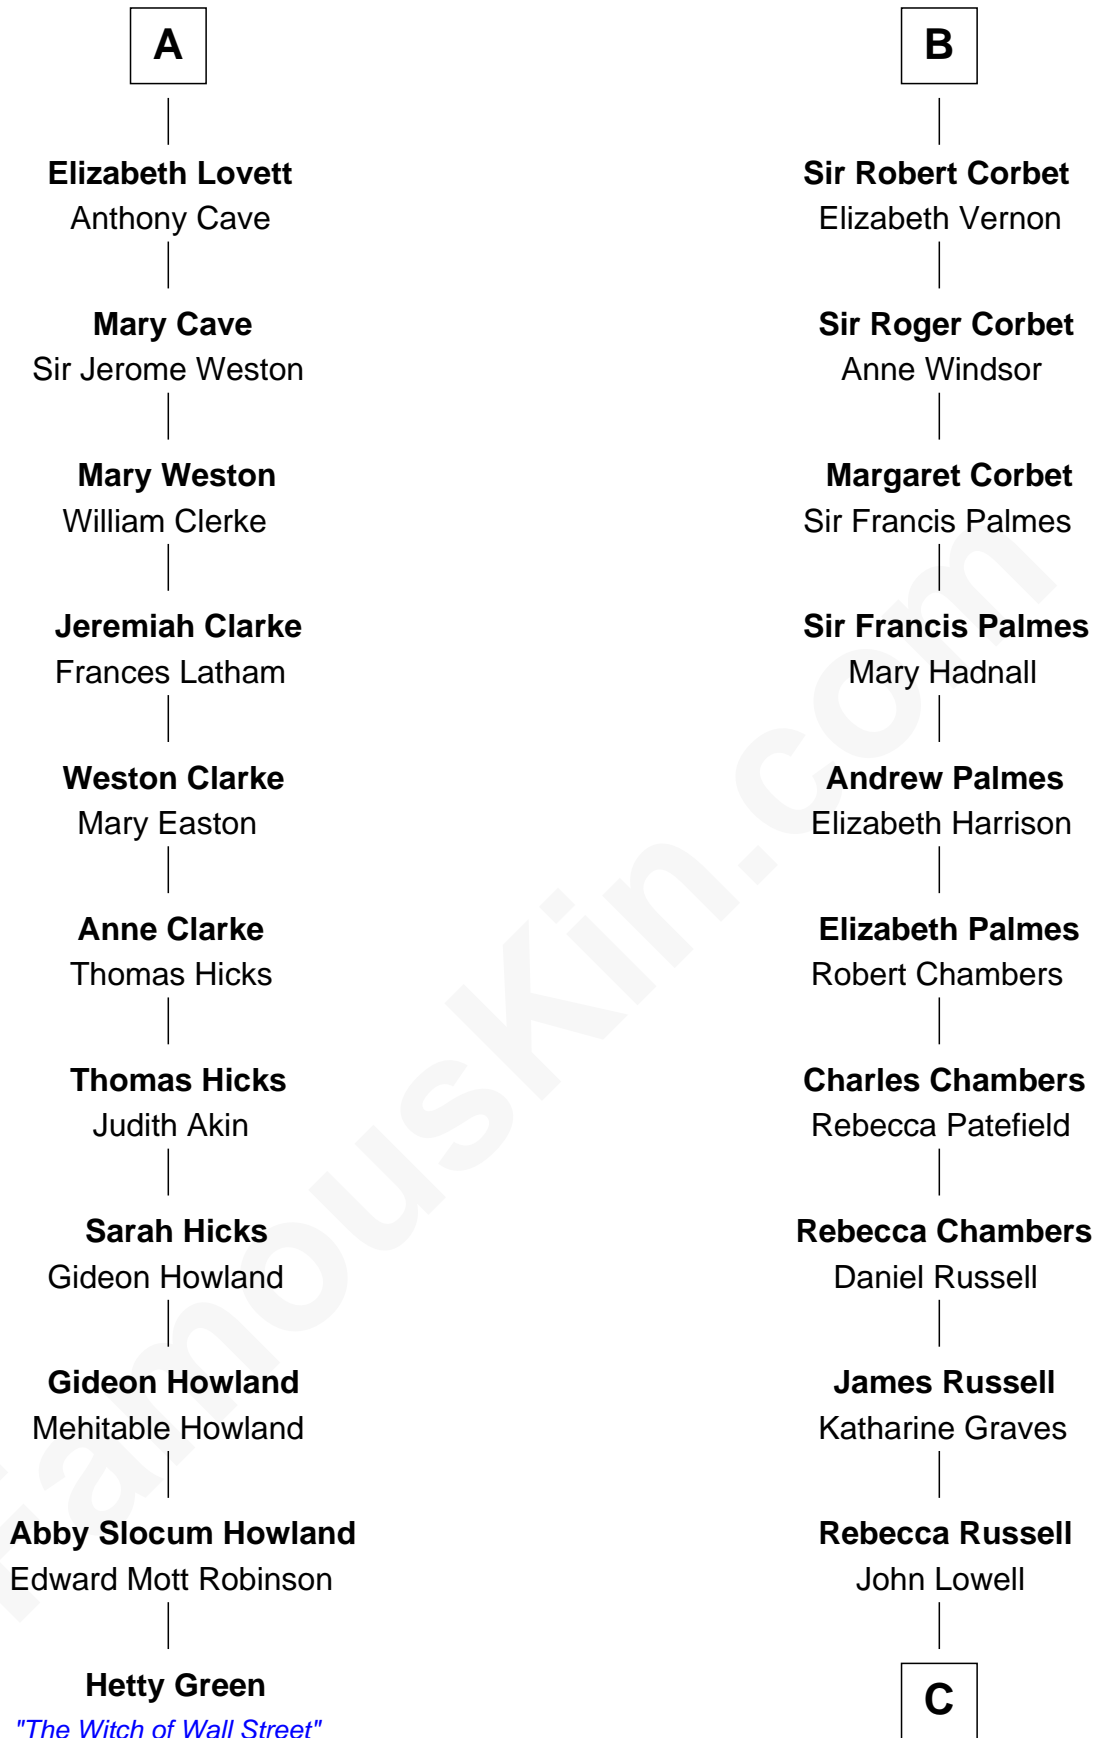 A
Elizabeth Lovett
Anthony Cave
Mary Cave
Sir Jerome Weston
Mary Weston
William Clerke
Jeremiah Clarke
Frances Latham
Weston Clarke
Mary Easton
Anne Clarke
Thomas Hicks
Thomas Hicks
Judith Akin
Sarah Hicks
Gideon Howland
Gideon Howland
Mehitable Howland
Abby Slocum Howland
Edward Mott Robinson
Hetty Green
"The Witch of Wall Street"
B
Sir Robert Corbet
Elizabeth Vernon
Sir Roger Corbet
Anne Windsor
Margaret Corbet
Sir Francis Palmes
Sir Francis Palmes
Mary Hadnall
Andrew Palmes
Elizabeth Harrison
Elizabeth Palmes
Robert Chambers
Charles Chambers
Rebecca Patefield
Rebecca Chambers
Daniel Russell
James Russell
Katharine Graves
Rebecca Russell
John Lowell
C
FamousKin.com